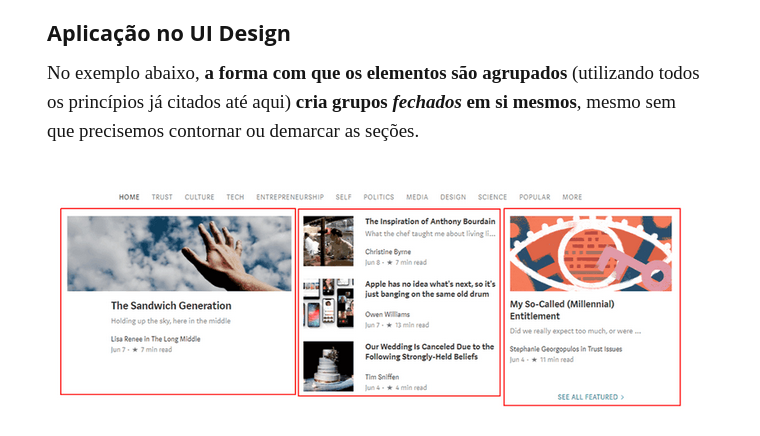 Aplicação no UI Design
No exemplo abaixo, a forma com que os elementos são agrupados (utilizando todos
os princípios já citados até aqui) cria grupos fechados em si mesmos, mesmo sem
que precisemos contornar ou demarcar as seções.
HOME TRUST CULTURE TECH ENTREPRENEURSHIP SELF POLITICS MEDIA DESIGN SCIENCE POPULAR MORE
The Sandwich Generation
Holding up the sky, here in the middle
Lisa Renee in The Long Middle
Jun 7 · ★ 7 min read
The Inspiration of Anthony Bourdain
What the chef taught me about living li...
Christine Byrne
Jun 8 · ★ 7 min read
Apple has no idea what's next, so it's
just banging on the same old drum
Owen Williams
Jun 7 · ★ 13 min read
Our Wedding Is Canceled Due to the
Following Strongly-Held Beliefs
Tim Sniffen
Jun 4 · ★ 4 min read
My So-Called (Millennial)
Entitlement
Did we really expect too much, or were ...
Stephanie Georgopulos in Trust Issues
Jun 4 · ★ 11 min read
SEE ALL FEATURED >